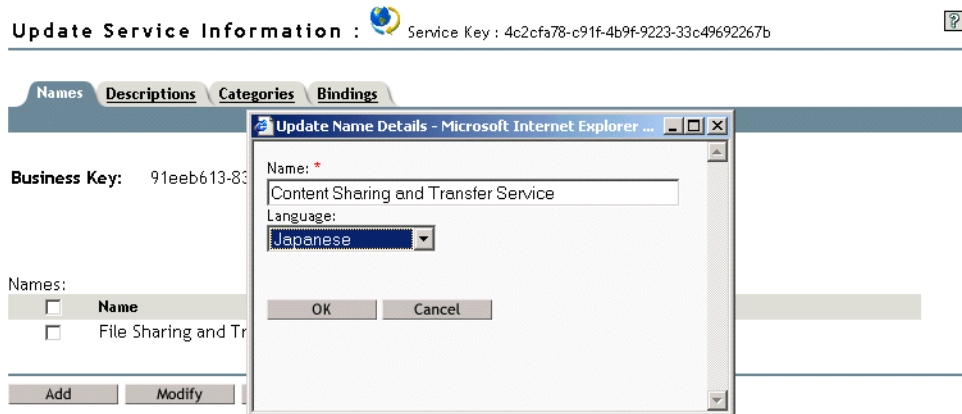 Update Service Information : Service Key : 4c2cfa78-c91f-4b9f-9223-33c49692267b
?
Names Descriptions Categories Bindings
Update Name Details - Microsoft Internet Explorer ...
Name: *
Business Key: 91eeb613-83
Content Sharing and Transfer Service
Language:
Japanese
Names:
Name
OK Cancel
File Sharing and Tr
Add Modify